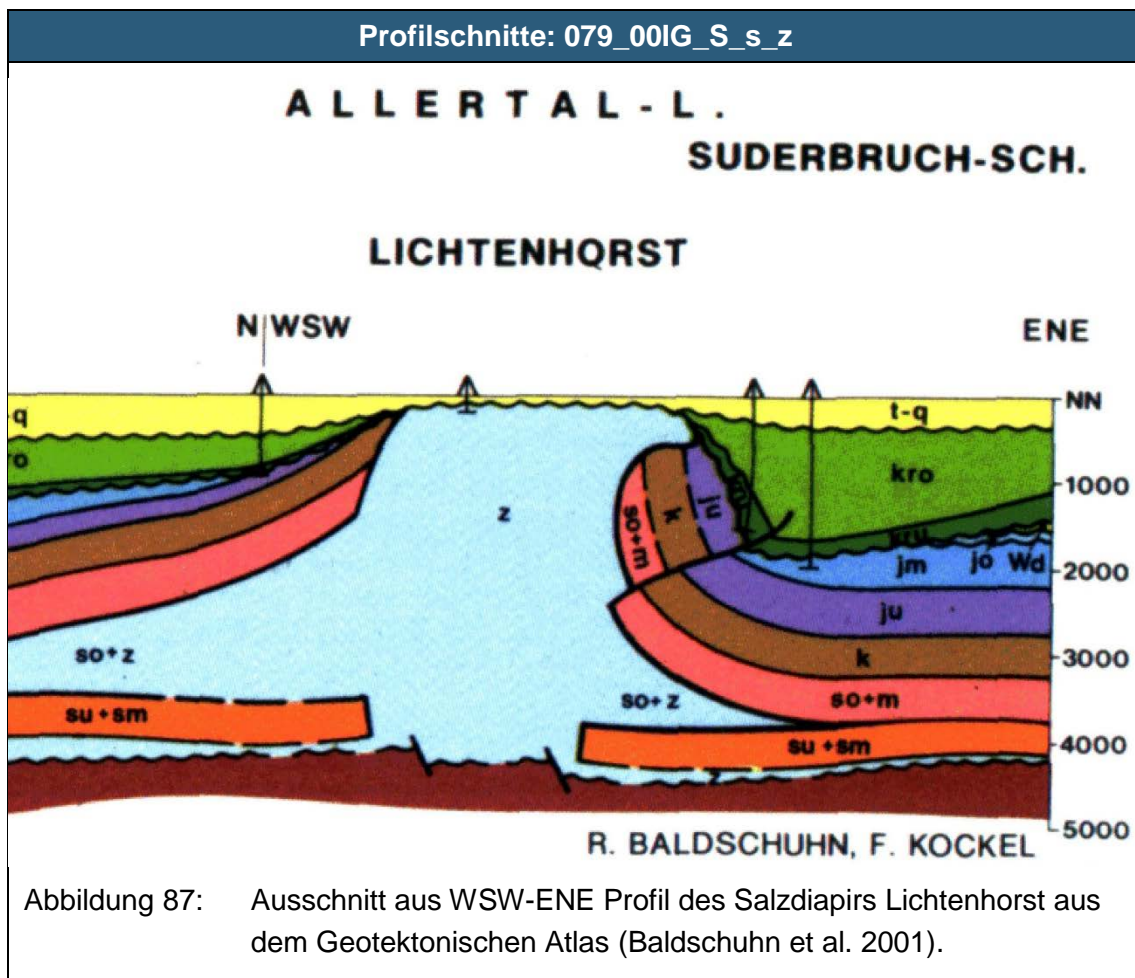 Profilschnitte: 079_00IG_S_s_z
ALLERTAL-L.
SUDERBRUCH-SCH.
LICHTENHORST
N WSW
ENE
NN
-q
t-q
ro
kro
1000
z
so+m
k
ju
kru
jm
jo
Wd
2000
ju
so+z
k
3000
su+sm
so+z
so+m
su+sm
4000
z
5000
R. BALDSCHUHN, F. KOCKEL
Abbildung 87: Ausschnitt aus WSW-ENE Profil des Salzdiapirs Lichtenhorst aus
dem Geotektonischen Atlas (Baldschuhn et al. 2001).